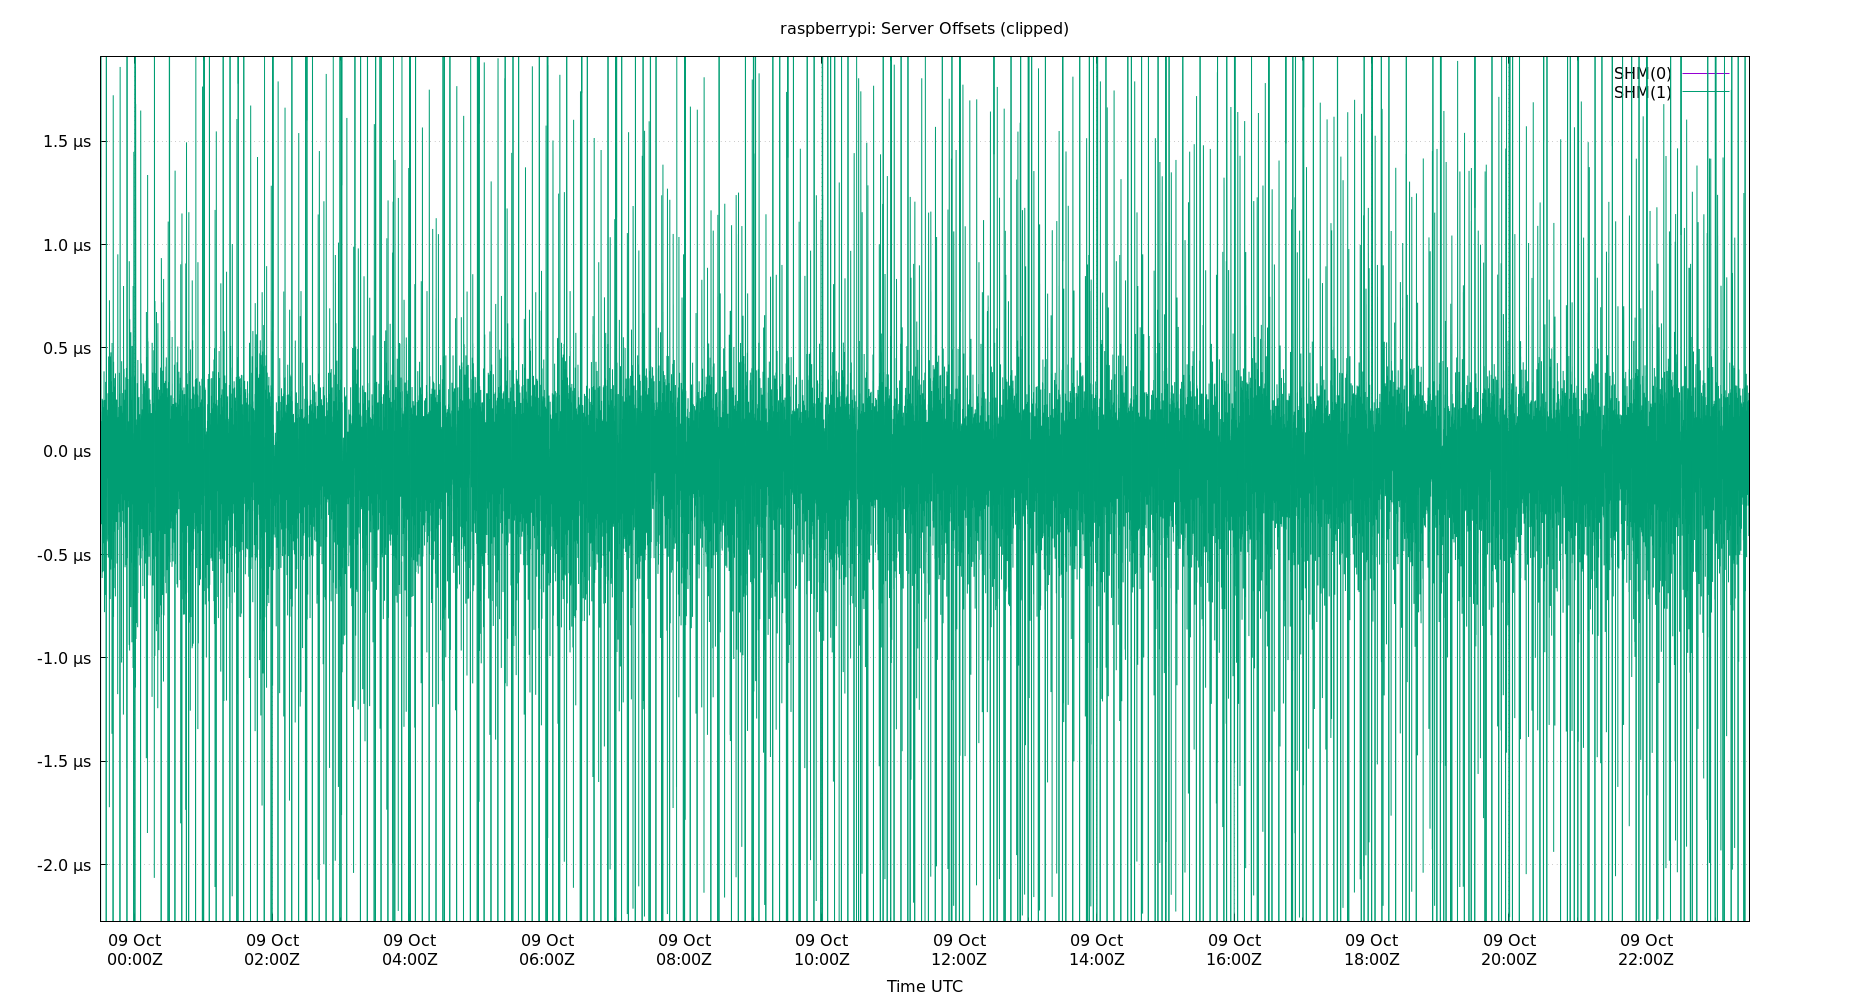 raspberrypi: Server Offsets (clipped)
SHM(0)
SHM(1)
1.5 µs
1.0 µs
0.5 µs
0.0 µs
-0.5 µs
-1.0 µs
-1.5 µs
-2.0 µs
09 Oct 09 Oct 09 Oct 09 Oct 09 Oct 09 Oct 09 Oct 09 Oct 09 Oct 09 Oct 09 Oct 09 Oct
00:00Z 02:00Z 04:00Z 06:00Z 08:00Z 10:00Z 12:00Z 14:00Z 16:00Z 18:00Z 20:00Z 22:00Z
Time UTC